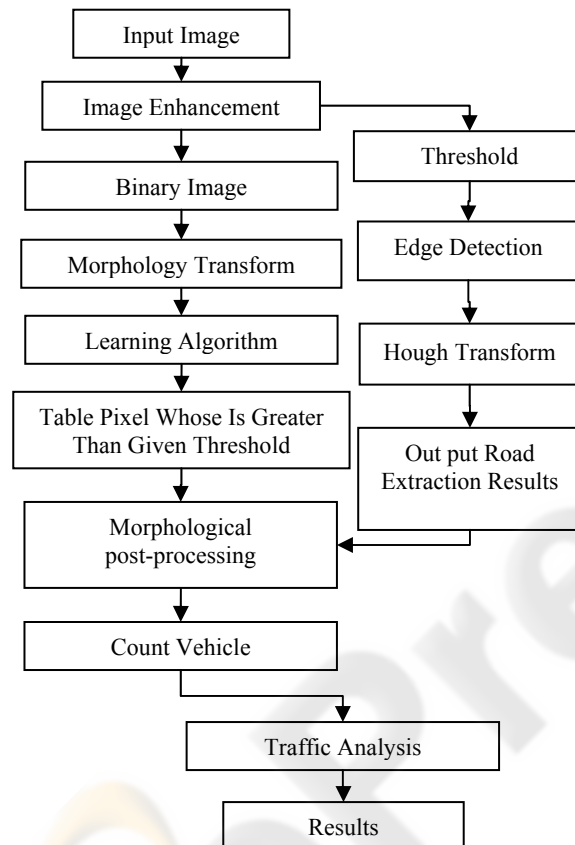 Input Image
Image Enhancement
Binary Image
Morphology Transform
Learning Algorithm
Table Pixel Whose Is Greater
Than Given Threshold
Threshold
Edge Detection
Hough Transform
Out put Road
Extraction Results
Morphological
post-processing
Count Vehicle
Traffic Analysis
Results